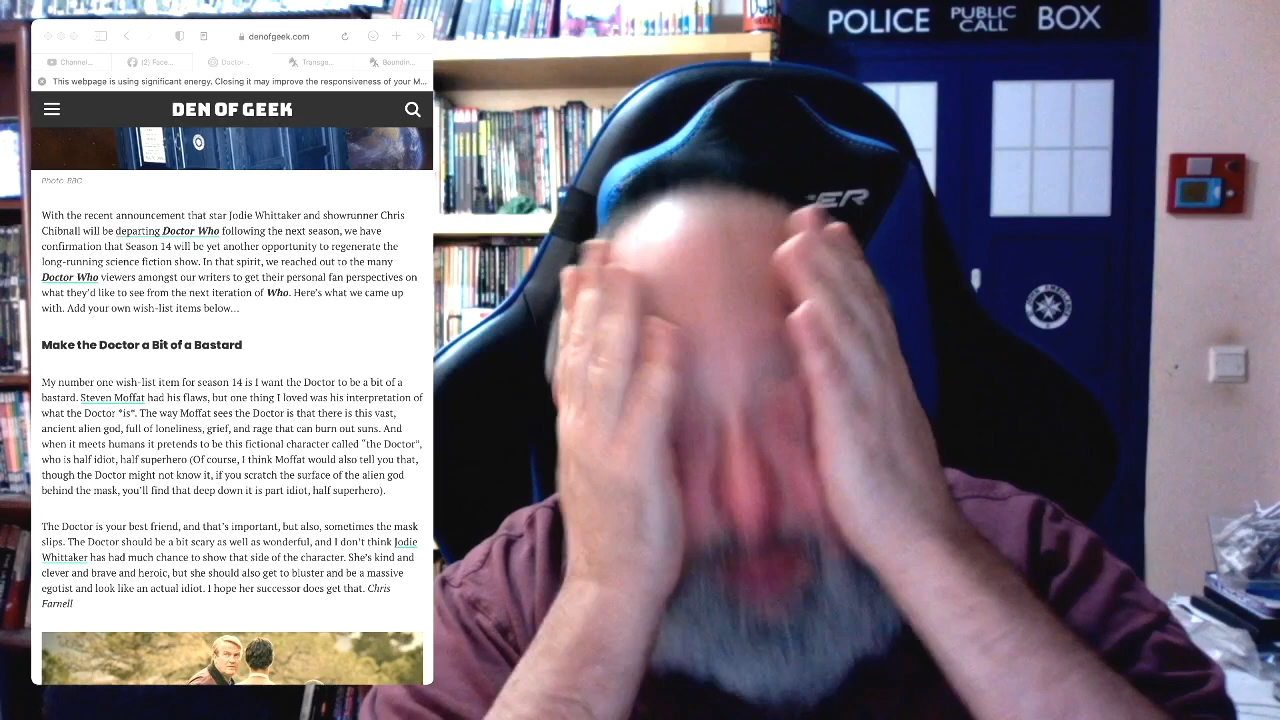 POLICE PUBLIC CALL BOX
denofgeek.com
Channel... (2) Face... Doctor... Transga... Boundin...
This webpage is using significant energy. Closing it may improve the responsiveness of your M...
DEN OF GEEK
Photo: BBC
With the recent announcement that star Jodie Whittaker and showrunner Chris
Chibnall will be departing Doctor Who following the next season, we have
confirmation that Season 14 will be yet another opportunity to regenerate the
long-running science fiction show. In that spirit, we reached out to the many
Doctor Who viewers amongst our writers to get their personal fan perspectives on
what they'd like to see from the next iteration of Who. Here's what we came up
with. Add your own wish-list items below…
Make the Doctor a Bit of a Bastard
My number one wish-list item for season 14 is I want the Doctor to be a bit of a
bastard. Steven Moffat had his flaws, but one thing I loved was his interpretation of
what the Doctor *is*. The way Moffat sees the Doctor is that there is this vast,
ancient alien god, full of loneliness, grief, and rage that can burn out suns. And
when it meets humans it pretends to be this fictional character called “the Doctor”,
who is half idiot, half superhero (Of course, I think Moffat would also tell you that,
though the Doctor might not know it, if you scratch the surface of the alien god
behind the mask, you'll find that deep down it is part idiot, half superhero).
The Doctor is your best friend, and that's important, but also, sometimes the mask
slips. The Doctor should be a bit scary as well as wonderful, and I don't think Jodie
Whittaker has had much chance to show that side of the character. She's kind and
clever and brave and heroic, but she should also get to bluster and be a massive
egotist and look like an actual idiot. I hope her successor does get that. Chris
Farnell